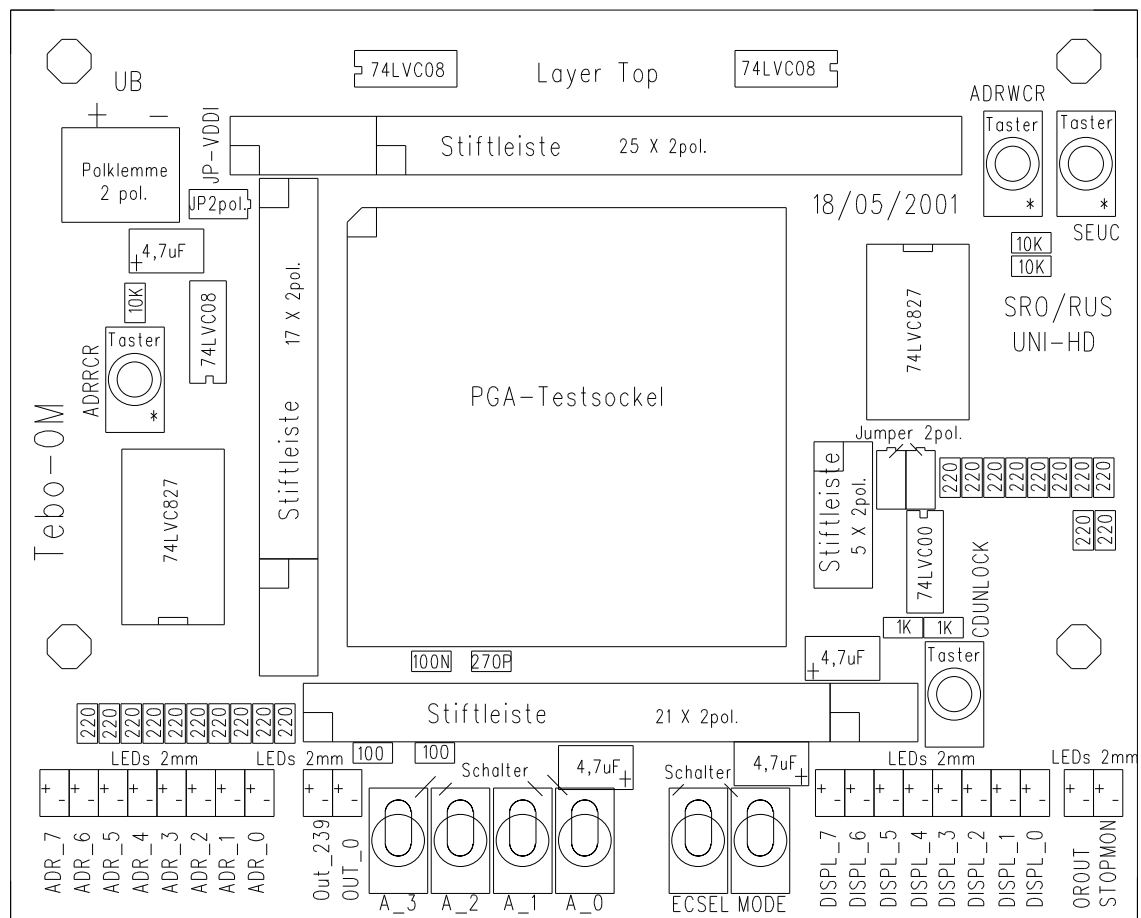 74LVC08
Layer Top
74LVC08
UB
+ −
Polklemme
2 pol.
JP−VDDI
JP2pol.
Stiftleiste 25 X 2pol.
ADRWCR
Taster
*
Taster
*
SEUC
18/05/2001
10K
10K
SRO/RUS
UNI−HD
+ 4,7uF
10K
74LVC08
ADRRCR
Taster
*
Stiftleiste 17 X 2pol.
PGA−Testsockel
74LVC827
Jumper 2pol.
Tebo−OM
74LVC827
Stiftleiste
5 X 2pol.
220 220 220 220 220 220 220 220
220 220
74LVC00
CDUNLOCK
1K 1K
Taster
100N 270P
+ 4,7uF
Stiftleiste 21 X 2pol.
220 220 220 220 220 220 220 220 220 220
100 100
LEDs 2mm
LEDs 2mm
Schalter
4,7uF +
Schalter
4,7uF +
LEDs 2mm
LEDs 2mm
+ - + - + - + - + - + - + - + -
+ - + -
+ - + - + - + - + - + - + - + -
+ - + -
ADR_7
ADR_6
ADR_5
ADR_4
ADR_3
ADR_2
ADR_1
ADR_0
Out_239
OUT_0
A_3 A_2 A_1 A_0
ECSEL MODE
DISPL_7
DISPL_6
DISPL_5
DISPL_4
DISPL_3
DISPL_2
DISPL_1
DISPL_0
OROUT
STOPMON